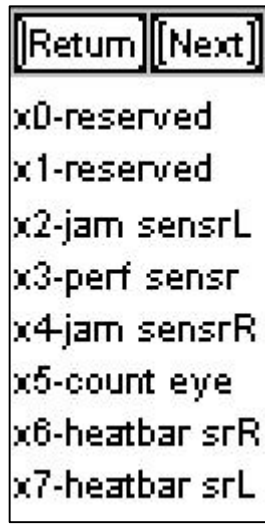 [Return] [Next]
x0-reserved
x1-reserved
x2-jam sensrL
x3-perf sensr
x4-jam sensrR
x5-count eye
x6-heatbar srR
x7-heatbar srL